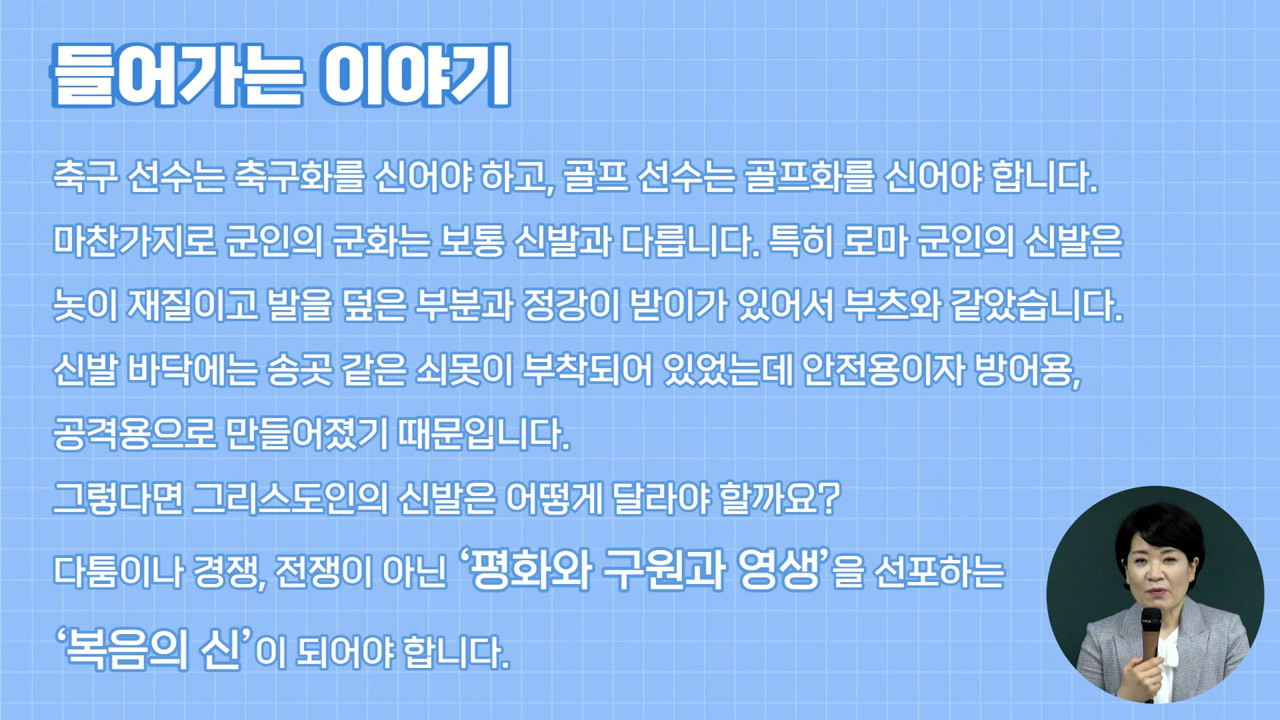 들어가는 이야기
축구 선수는 축구화를 신어야 하고, 골프 선수는 골프화를 신어야 합니다.
마찬가지로 군인의 군화는 보통 신발과 다릅니다. 특히 로마 군인의 신발은
놋이 재질이고 발을 덮은 부분과 정강이 받이가 있어서 부츠와 같았습니다.
신발 바닥에는 송곳 같은 쇠못이 부착되어 있었는데 안전용이자 방어용,
공격용으로 만들어졌기 때문입니다.
그렇다면 그리스도인의 신발은 어떻게 달라야 할까요?
다툼이나 경쟁, 전쟁이 아닌 ‘평화와 구원과 영생’을 선포하는
‘복음의 신’이 되어야 합니다.